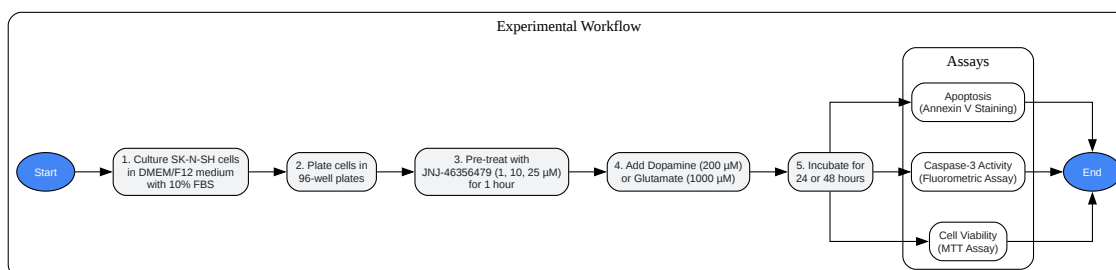 Experimental Workflow
Start
1. Culture SK-N-SH cells
in DMEM/F12 medium
with 10% FBS
2. Plate cells in
96-well plates
3. Pre-treat with
JNJ-46356479 (1, 10, 25 µM)
for 1 hour
4. Add Dopamine (200 µM)
or Glutamate (1000 µM)
5. Incubate for
24 or 48 hours
Assays
Apoptosis
(Annexin V Staining)
Caspase-3 Activity
(Fluorometric Assay)
Cell Viability
(MTT Assay)
End